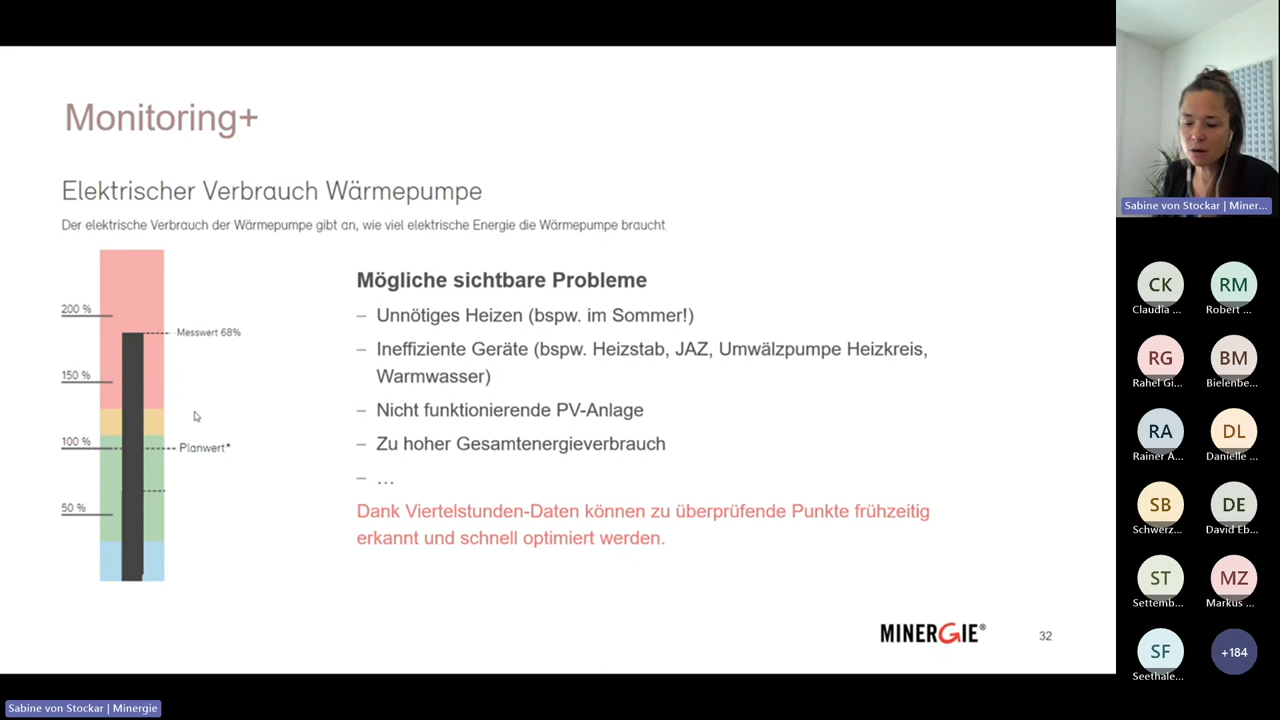 Monitoring+
Elektrischer Verbrauch Wärmepumpe
Der elektrische Verbrauch der Wärmepumpe gibt an, wie viel elektrische Energie die Wärmepumpe braucht.
200 %
Messwert 68%
150 %
100 %
Planwert*
50 %
Mögliche sichtbare Probleme
– Unnötiges Heizen (bspw. im Sommer!)
– Ineffiziente Geräte (bspw. Heizstab, JAZ, Umwälzpumpe Heizkreis,
Warmwasser)
– Nicht funktionierende PV-Anlage
– Zu hoher Gesamtenergieverbrauch
– …
Dank Viertelstunden-Daten können zu überprüfende Punkte frühzeitig
erkannt und schnell optimiert werden.
MINERGIE®
32
Sabine von Stockar | Miner...
CK
Claudia ...
RM
Robert ...
RG
Rahel Gi...
BM
Bielenbe...
RA
Rainer A...
DL
Danielle ...
SB
Schwerz...
DE
David Eb...
ST
Settemb...
MZ
Markus ...
SF
Seethale...
+184
Sabine von Stockar | Minergie